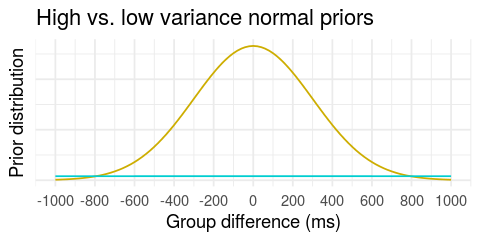 High vs. low variance normal priors
Prior distribution
-1000 -800 -600 -400 -200 0 200 400 600 800 1000
Group difference (ms)